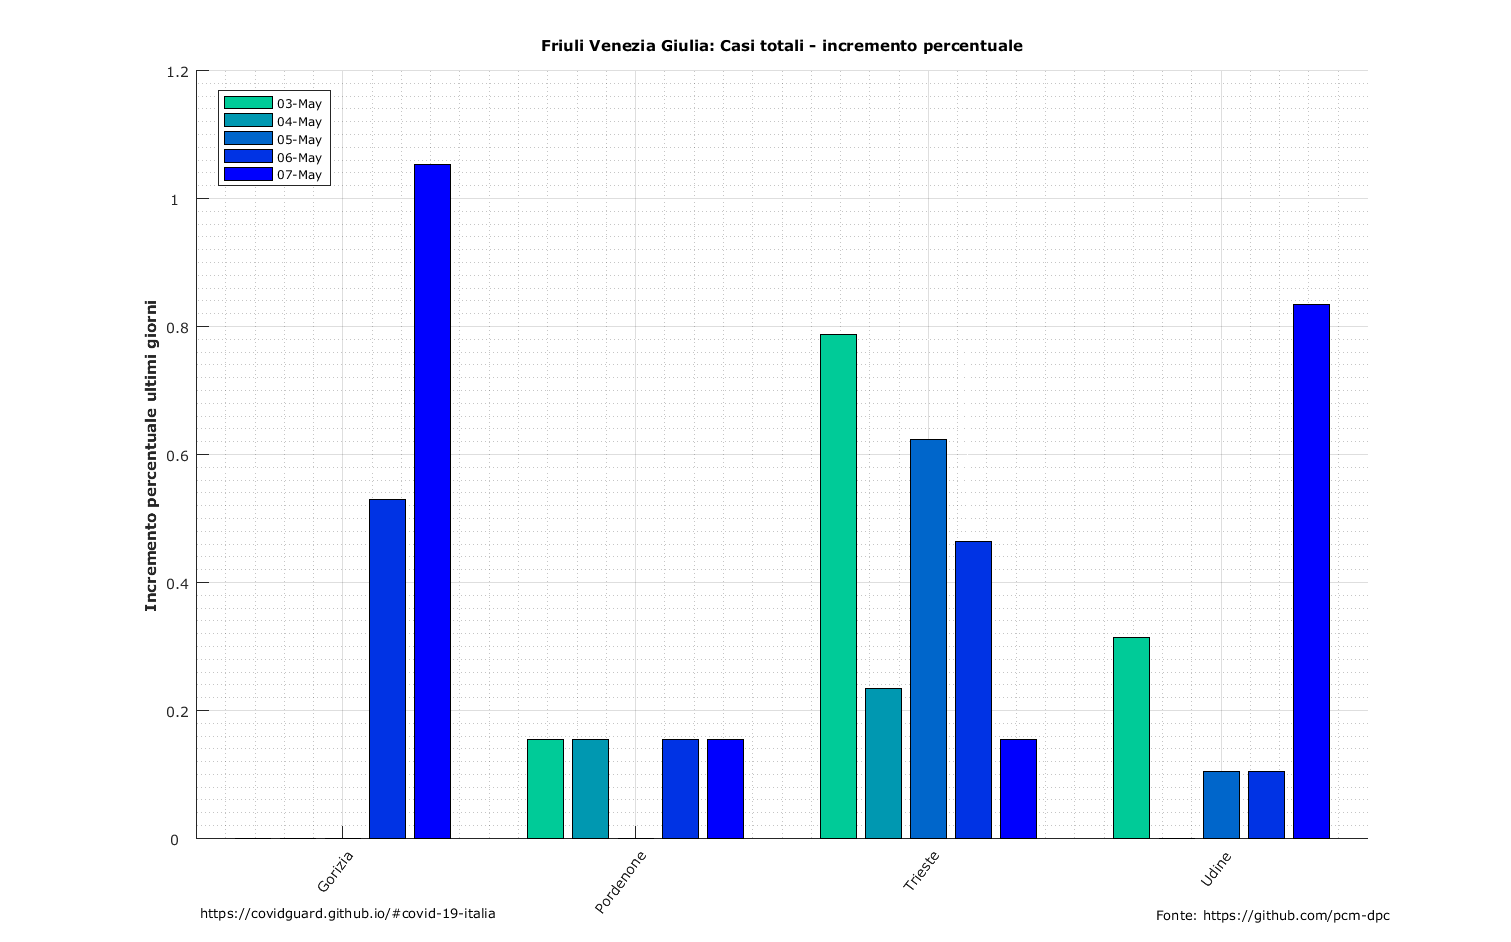 Friuli Venezia Giulia: Casi totali - incremento percentuale
Incremento percentuale ultimi giorni
1.2
1
0.8
0.6
0.4
0.2
0
03-May
04-May
05-May
06-May
07-May
Gorizia
Pordenone
Trieste
Udine
https://covidguard.github.io/#covid-19-italia
Fonte: https://github.com/pcm-dpc